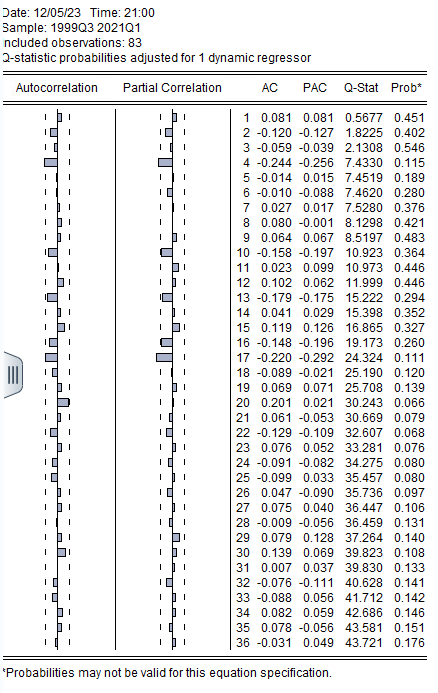 Date: 12/05/23 Time: 21:00
Sample: 1999Q3 2021Q1
Included observations: 83
Q-statistic probabilities adjusted for 1 dynamic regressor
Autocorrelation Partial Correlation AC PAC Q-Stat Prob*
1 0.081 0.081 0.5677 0.451
2 -0.120 -0.127 1.8225 0.402
3 -0.059 -0.039 2.1308 0.546
4 -0.244 -0.256 7.4330 0.115
5 -0.014 0.015 7.4519 0.189
6 -0.010 -0.088 7.4620 0.280
7 0.027 0.017 7.5280 0.376
8 0.080 -0.001 8.1298 0.421
9 0.064 0.067 8.5197 0.483
10 -0.158 -0.197 10.923 0.364
11 0.023 0.099 10.973 0.446
12 0.102 0.062 11.999 0.446
13 -0.179 -0.175 15.222 0.294
14 0.041 0.029 15.398 0.352
15 0.119 0.126 16.865 0.327
16 -0.148 -0.196 19.173 0.260
17 -0.220 -0.292 24.324 0.111
18 -0.089 -0.021 25.190 0.120
19 0.069 0.071 25.708 0.139
20 0.201 0.021 30.243 0.066
21 0.061 -0.053 30.669 0.079
22 -0.129 -0.109 32.607 0.068
23 0.076 0.052 33.281 0.076
24 -0.091 -0.082 34.275 0.080
25 -0.099 0.033 35.457 0.080
26 0.047 -0.090 35.736 0.097
27 0.075 0.040 36.447 0.106
28 -0.009 -0.056 36.459 0.131
29 0.079 0.128 37.264 0.140
30 0.139 0.069 39.823 0.108
31 0.007 0.037 39.830 0.133
32 -0.076 -0.111 40.628 0.141
33 -0.088 0.056 41.712 0.142
34 0.082 0.059 42.686 0.146
35 0.078 -0.056 43.581 0.151
36 -0.031 0.049 43.721 0.176
*Probabilities may not be valid for this equation specification.